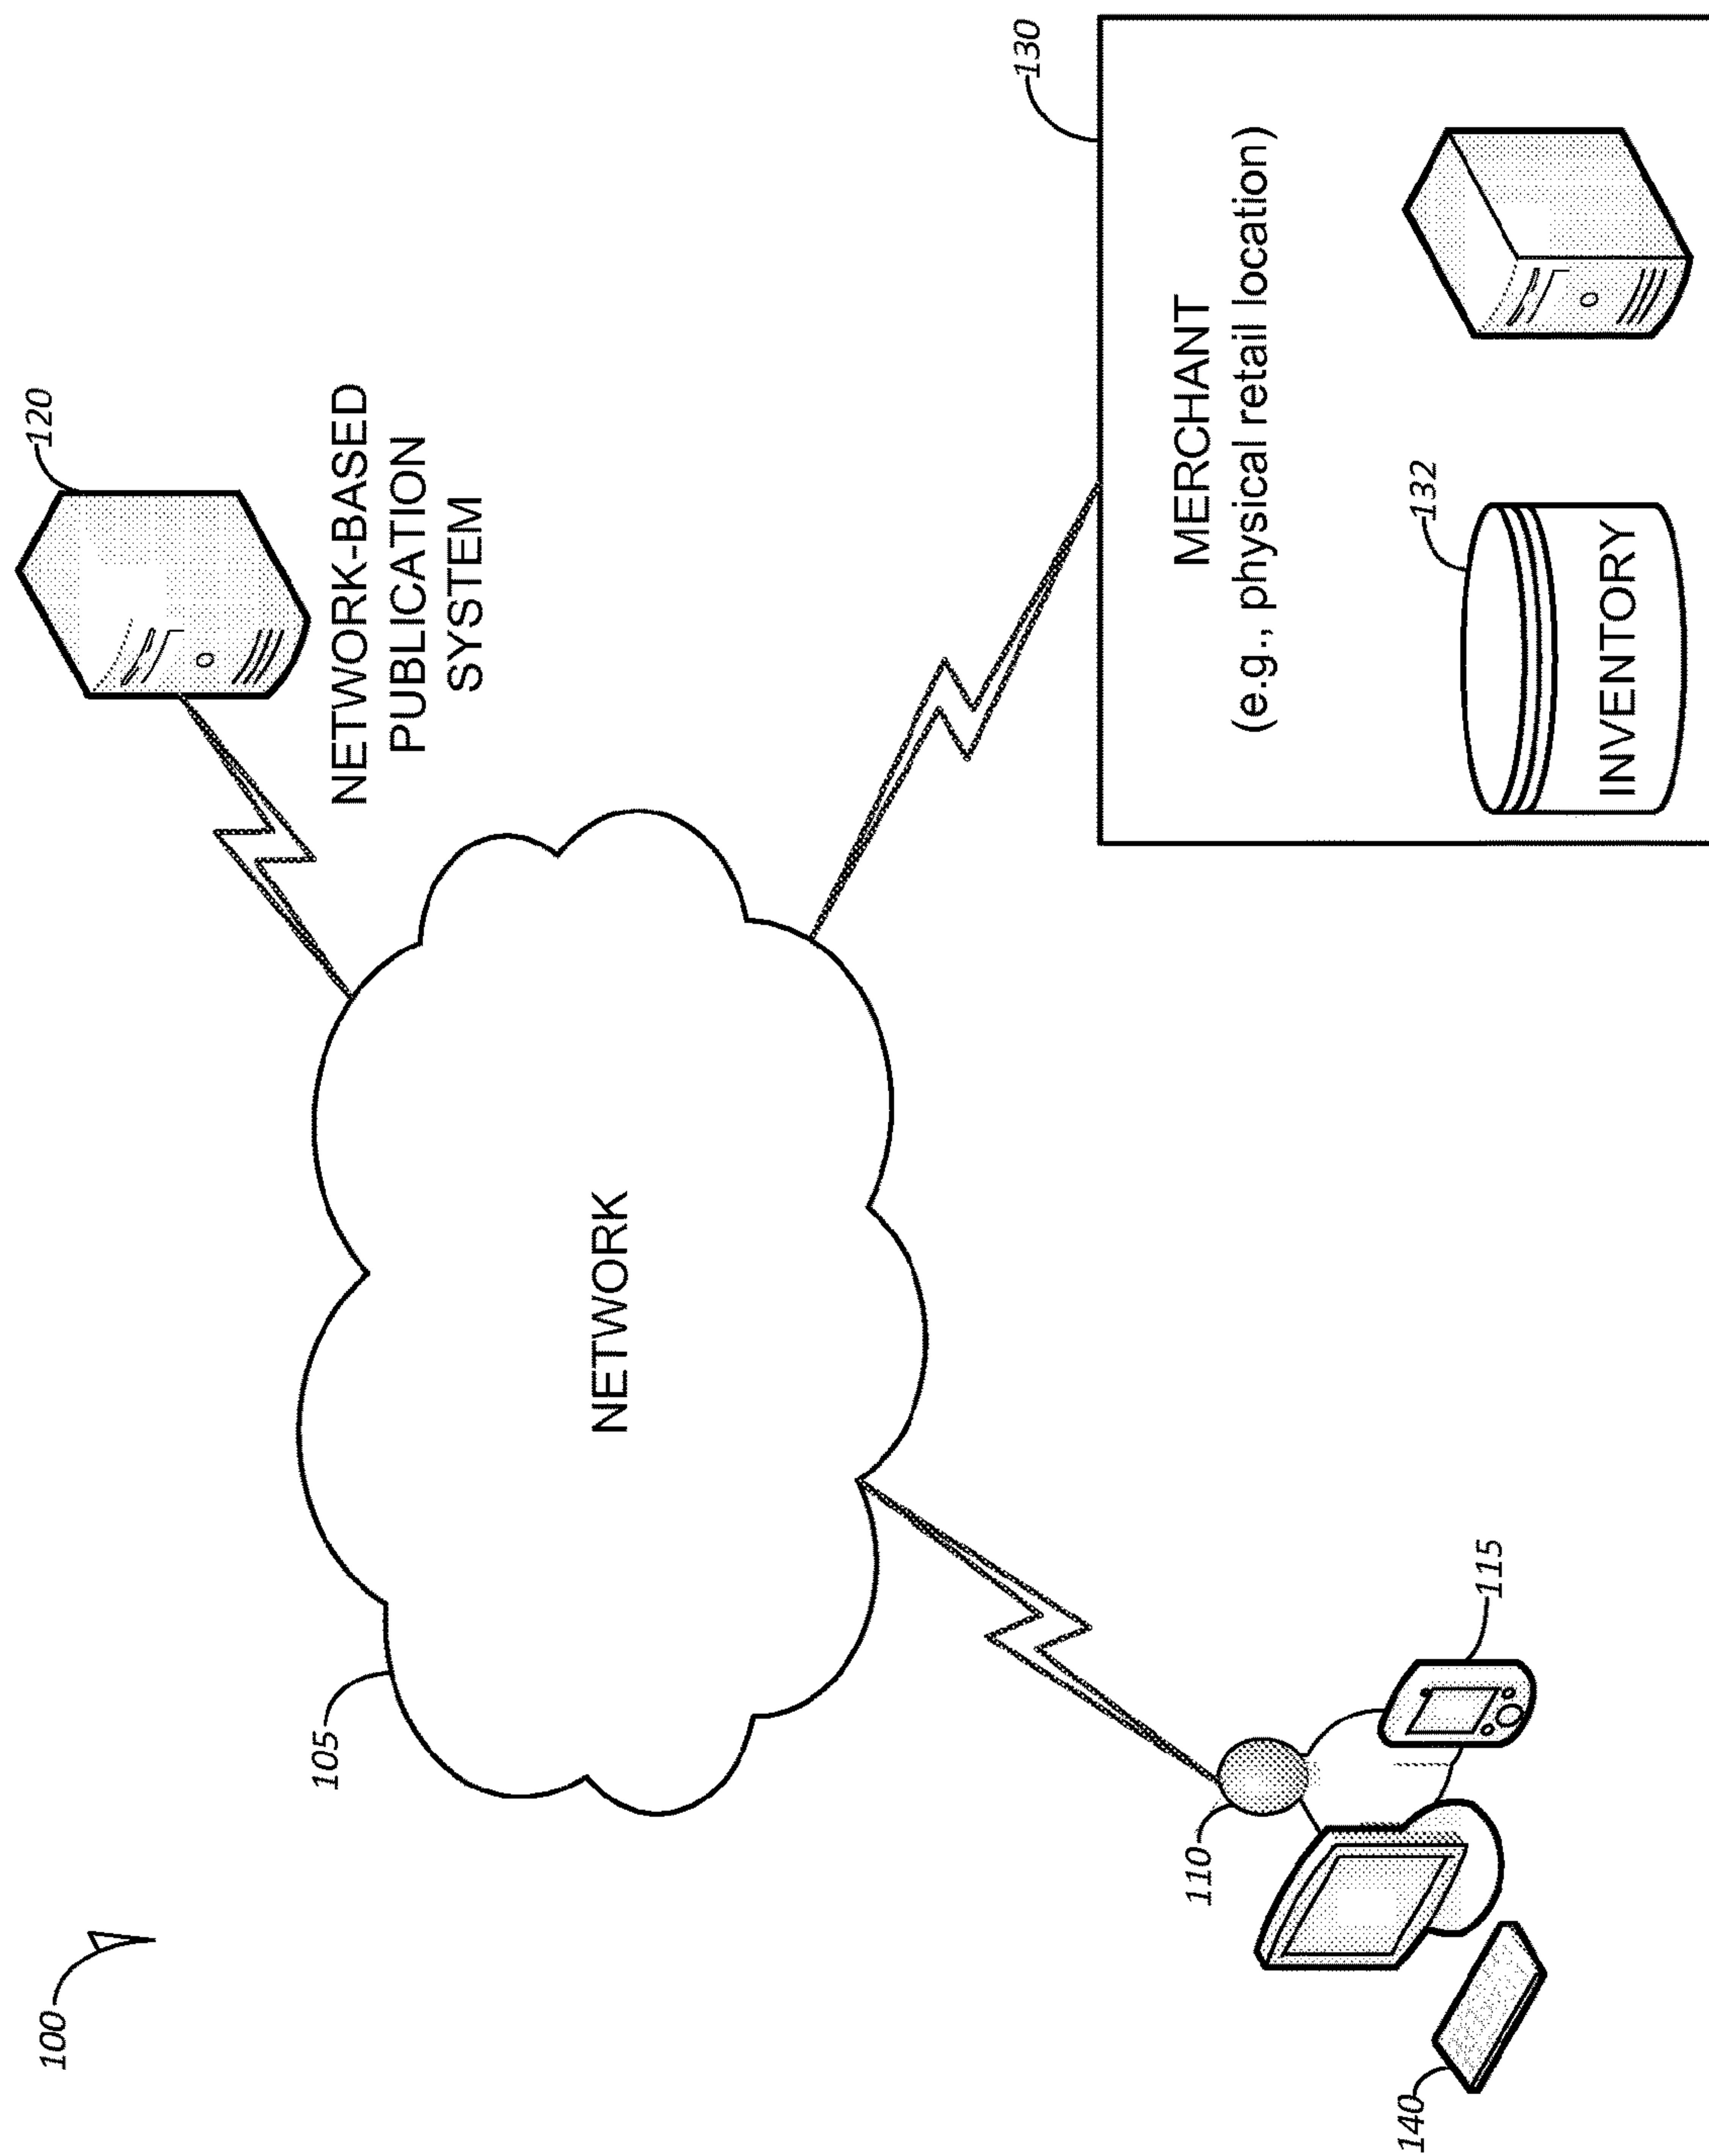 100
120
NETWORK-BASED
PUBLICATION
SYSTEM
105
NETWORK
130
MERCHANT
(e.g., physical retail location)
110
132
INVENTORY
115
140